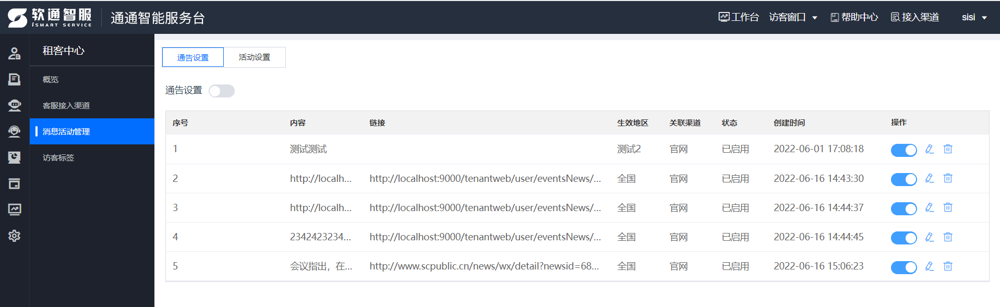 软通智服
iSMART SERVICE
通通智能服务台
工作台 访客窗口 帮助中心 接入渠道 sisi
租客中心
概览
客服接入渠道
消息活动管理
访客标签
通告设置 活动设置
通告设置
序号 内容 链接 生效地区 关联渠道 状态 创建时间 操作
1 测试测试 测试2 官网 已启用 2022-06-01 17:08:18
2 http://localh... http://localhost:9000/tenantweb/user/eventsNews/... 全国 官网 已启用 2022-06-16 14:43:30
3 http://localh... http://localhost:9000/tenantweb/user/eventsNews/... 全国 官网 已启用 2022-06-16 14:44:37
4 2342423234... http://localhost:9000/tenantweb/user/eventsNews/... 全国 官网 已启用 2022-06-16 14:44:45
5 会议指出，在... http://www.scpublic.cn/news/wx/detail?newsid=68... 全国 官网 已启用 2022-06-16 15:06:23